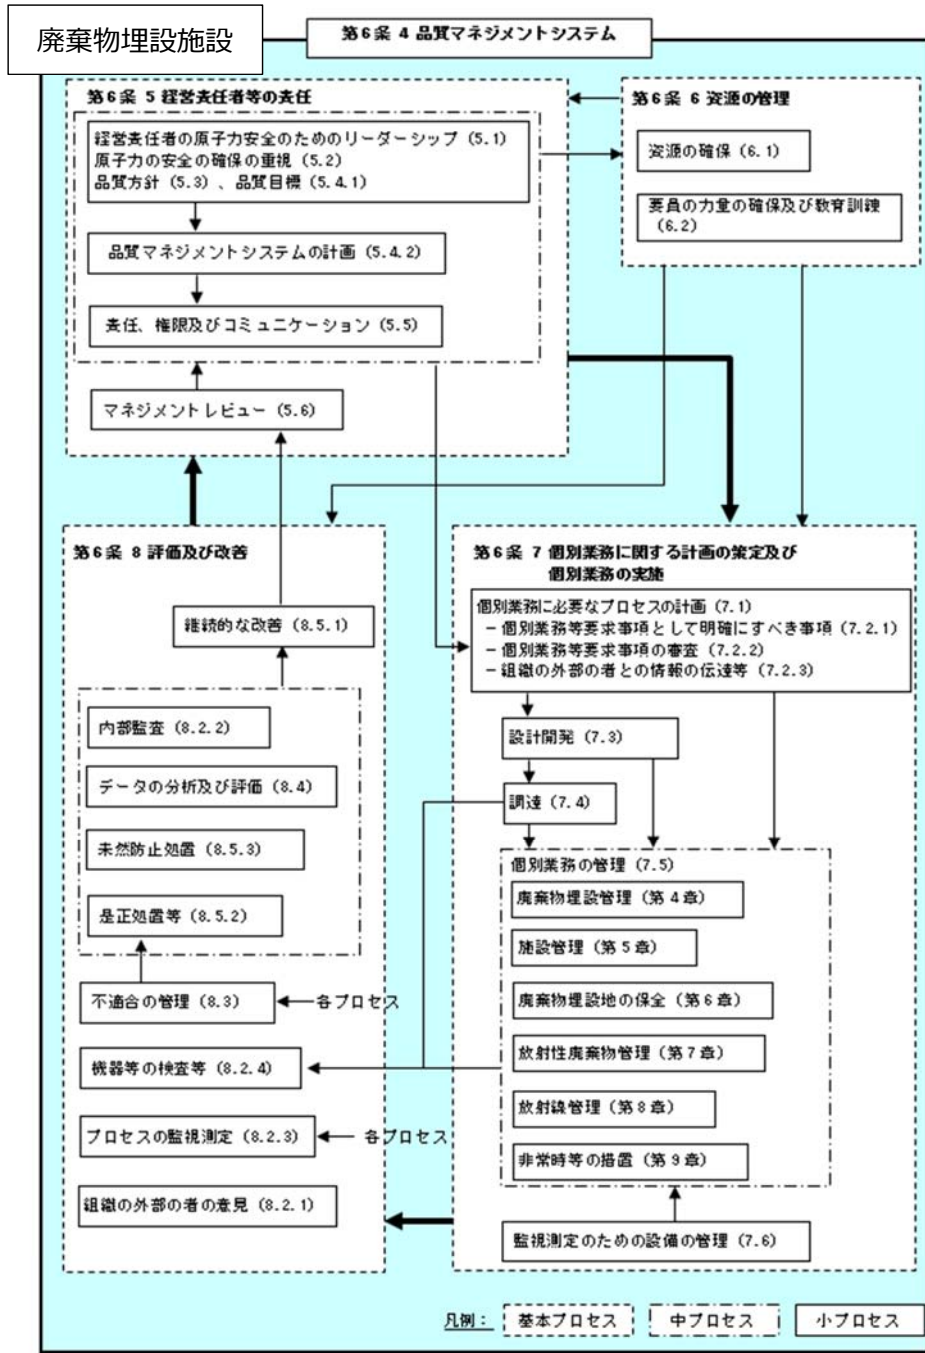 廃棄物埋設施設
第6条 4 品質マネジメントシステム
第6条 5 経営責任者等の責任
経営責任者の原子力安全のためのリーダーシップ (5.1)
原子力の安全の確保の重視 (5.2)
品質方針 (5.3) 、品質目標 (5.4.1)
品質マネジメントシステムの計画 (5.4.2)
責任、権限及びコミュニケーション (5.5)
マネジメントレビュー (5.6)
第6条 6 資源の管理
資源の確保 (6.1)
要員の力量の確保及び教育訓練
(6.2)
第6条 8 評価及び改善
継続的な改善 (8.5.1)
内部監査 (8.2.2)
データの分析及び評価 (8.4)
未然防止処置 (8.5.3)
是正処置等 (8.5.2)
不適合の管理 (8.3)
各プロセス
機器等の検査等 (8.2.4)
プロセスの監視測定 (8.2.3)
各プロセス
組織の外部の者の意見 (8.2.1)
第6条 7 個別業務に関する計画の策定及び
個別業務の実施
個別業務に必要なプロセスの計画 (7.1)
－個別業務等要求事項として明確にすべき事項 (7.2.1)
－個別業務等要求事項の審査 (7.2.2)
－組織の外部の者との情報の伝達等 (7.2.3)
設計開発 (7.3)
調達 (7.4)
個別業務の管理 (7.5)
廃棄物埋設管理 (第4章)
施設管理 (第5章)
廃棄物埋設地の保全 (第6章)
放射性廃棄物管理 (第7章)
放射線管理 (第8章)
非常時等の措置 (第9章)
監視測定のための設備の管理 (7.6)
凡例：
基本プロセス
中プロセス
小プロセス